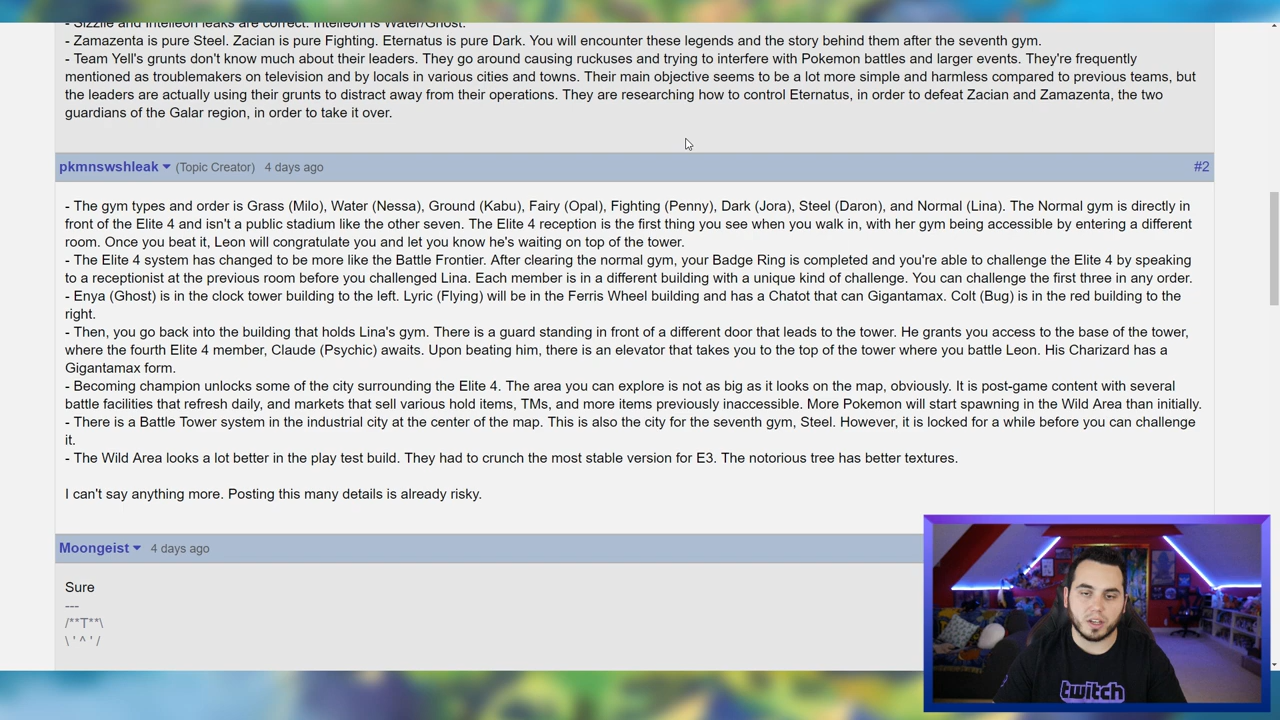 - Sizzile and Intelleon leaks are correct. Intelleon is Water/Ghost.
- Zamazenta is pure Steel. Zacian is pure Fighting. Eternatus is pure Dark. You will encounter these legends and the story behind them after the seventh gym.
- Team Yell's grunts don't know much about their leaders. They go around causing ruckuses and trying to interfere with Pokemon battles and larger events. They're frequently
mentioned as troublemakers on television and by locals in various cities and towns. Their main objective seems to be a lot more simple and harmless compared to previous teams, but
the leaders are actually using their grunts to distract away from their operations. They are researching how to control Eternatus, in order to defeat Zacian and Zamazenta, the two
guardians of the Galar region, in order to take it over.
pkmnswshleak (Topic Creator) 4 days ago #2
- The gym types and order is Grass (Milo), Water (Nessa), Ground (Kabu), Fairy (Opal), Fighting (Penny), Dark (Jora), Steel (Daron), and Normal (Lina). The Normal gym is directly in
front of the Elite 4 and isn't a public stadium like the other seven. The Elite 4 reception is the first thing you see when you walk in, with her gym being accessible by entering a different
room. Once you beat it, Leon will congratulate you and let you know he's waiting on top of the tower.
- The Elite 4 system has changed to be more like the Battle Frontier. After clearing the normal gym, your Badge Ring is completed and you're able to challenge the Elite 4 by speaking
to a receptionist at the previous room before you challenged Lina. Each member is in a different building with a unique kind of challenge. You can challenge the first three in any order.
- Enya (Ghost) is in the clock tower building to the left. Lyric (Flying) will be in the Ferris Wheel building and has a Chatot that can Gigantamax. Colt (Bug) is in the red building to the
right.
- Then, you go back into the building that holds Lina's gym. There is a guard standing in front of a different door that leads to the tower. He grants you access to the base of the tower,
where the fourth Elite 4 member, Claude (Psychic) awaits. Upon beating him, there is an elevator that takes you to the top of the tower where you battle Leon. His Charizard has a
Gigantamax form.
- Becoming champion unlocks some of the city surrounding the Elite 4. The area you can explore is not as big as it looks on the map, obviously. It is post-game content with several
battle facilities that refresh daily, and markets that sell various hold items, TMs, and more items previously inaccessible. More Pokemon will start spawning in the Wild Area than initially.
- There is a Battle Tower system in the industrial city at the center of the map. This is also the city for the seventh gym, Steel. However, it is locked for a while before you can challenge
it.
- The Wild Area looks a lot better in the play test build. They had to crunch the most stable version for E3. The notorious tree has better textures.
I can't say anything more. Posting this many details is already risky.
Moongeist 4 days ago
Sure
---
/**T**\
\ ' ^ ' /
twitch